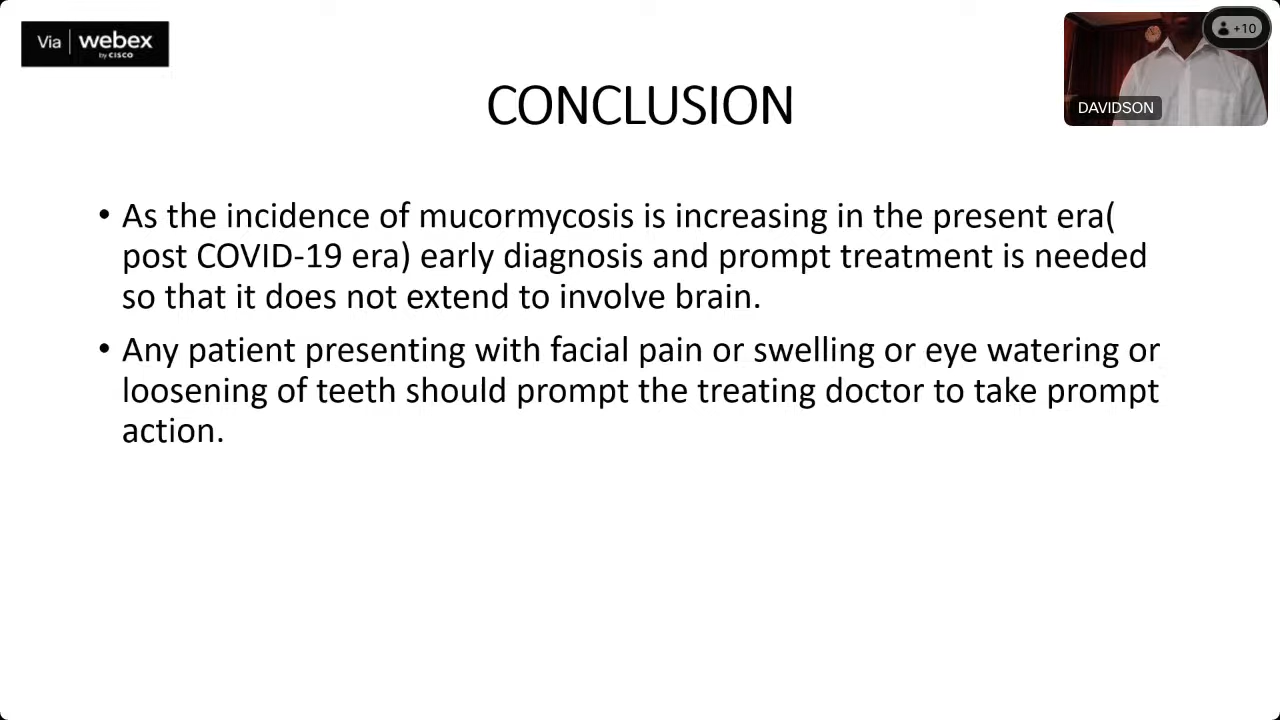 Via webex
by CISCO
+10
DAVIDSON
CONCLUSION
• As the incidence of mucormycosis is increasing in the present era(
post COVID-19 era) early diagnosis and prompt treatment is needed
so that it does not extend to involve brain.
• Any patient presenting with facial pain or swelling or eye watering or
loosening of teeth should prompt the treating doctor to take prompt
action.